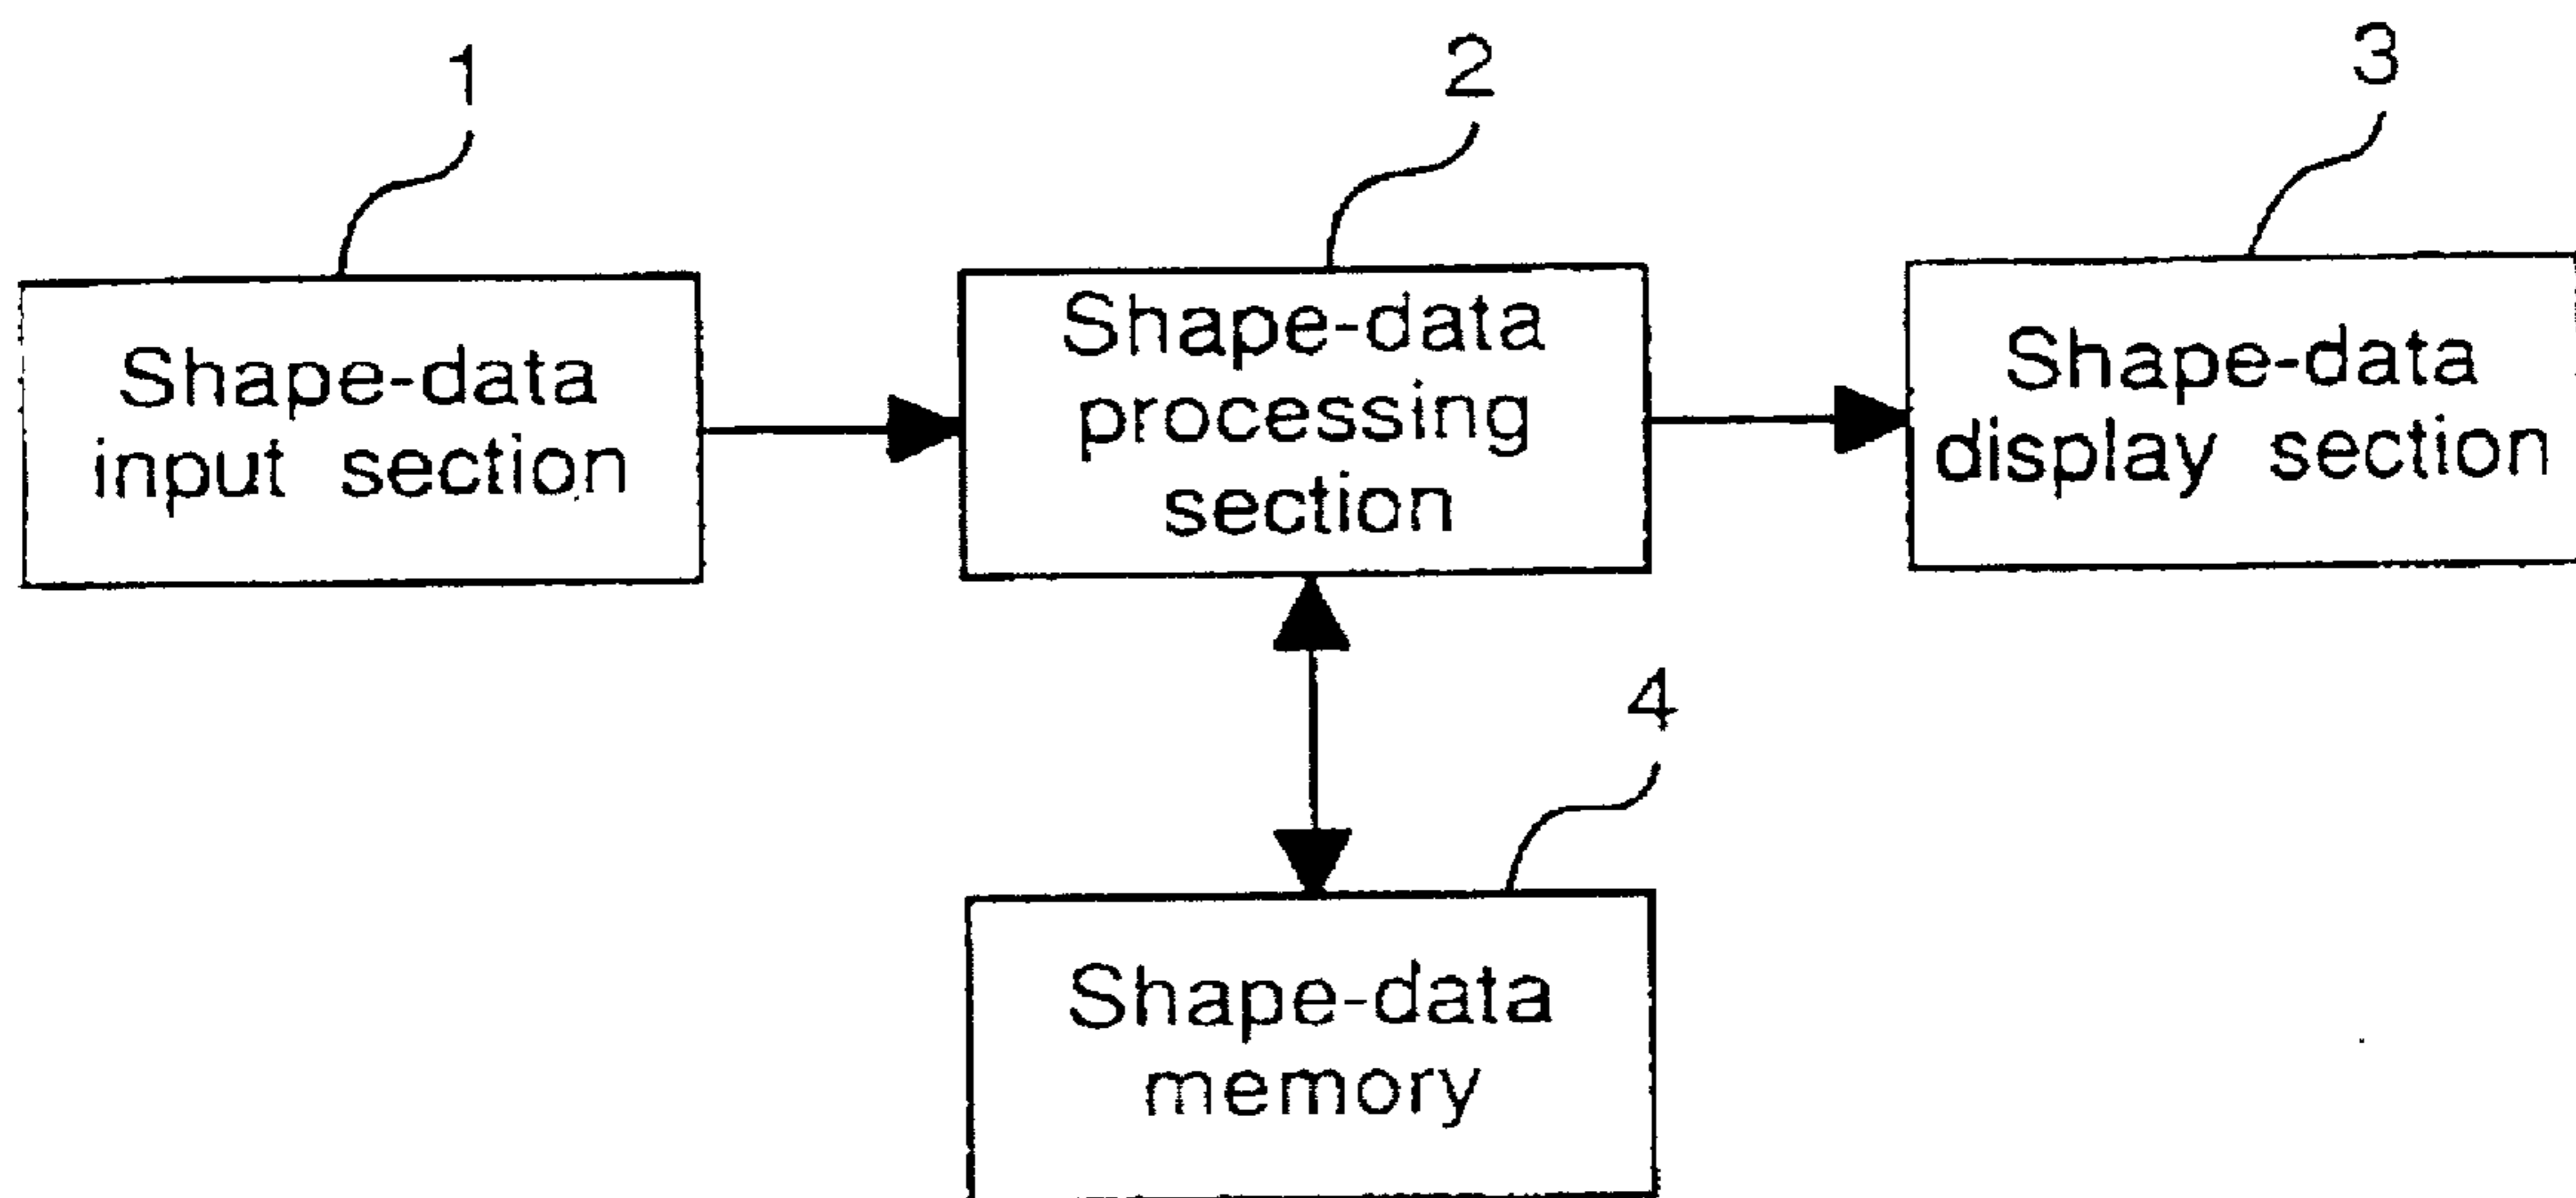 1
2
3
Shape-data
input section
Shape-data
processing
section
Shape-data
display section
4
Shape-data
memory